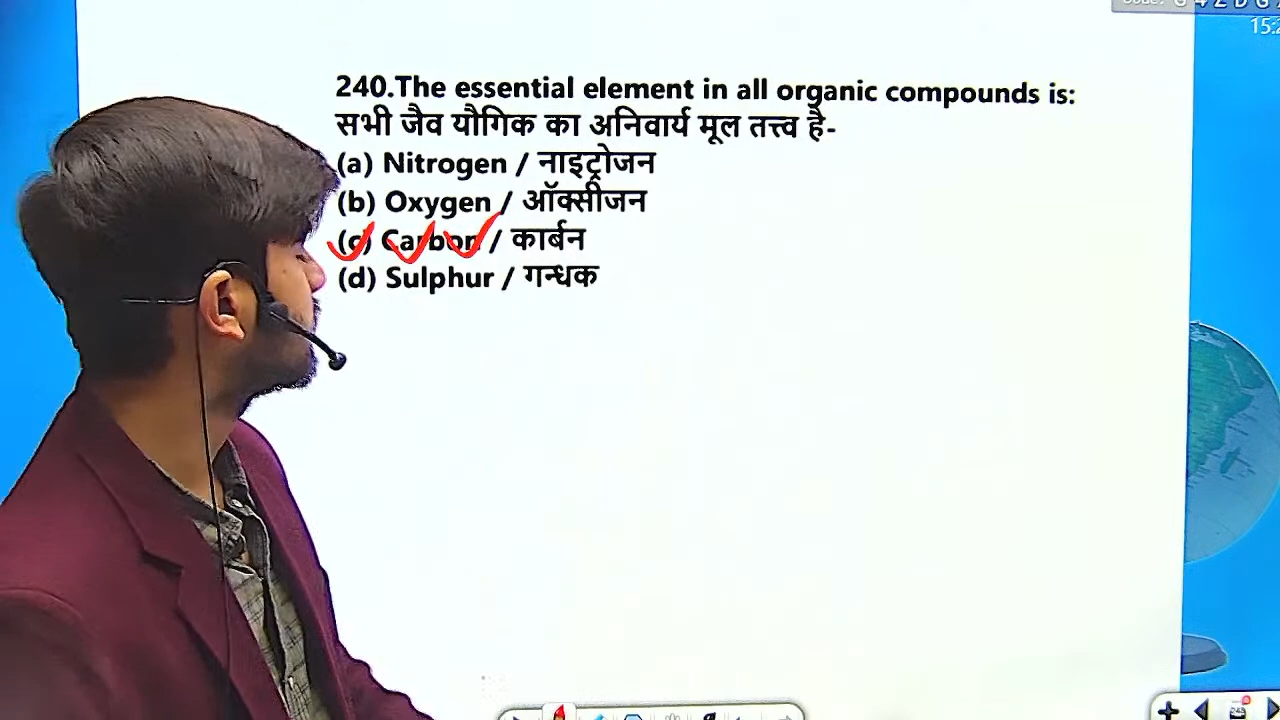 240.The essential element in all organic compounds is:
सभी जैव यौगिक का अनिवार्य मूल तत्त्व है-
(a) Nitrogen / नाइट्रोजन
(b) Oxygen / ऑक्सीजन
(c) Carbon / कार्बन
(d) Sulphur / गन्धक